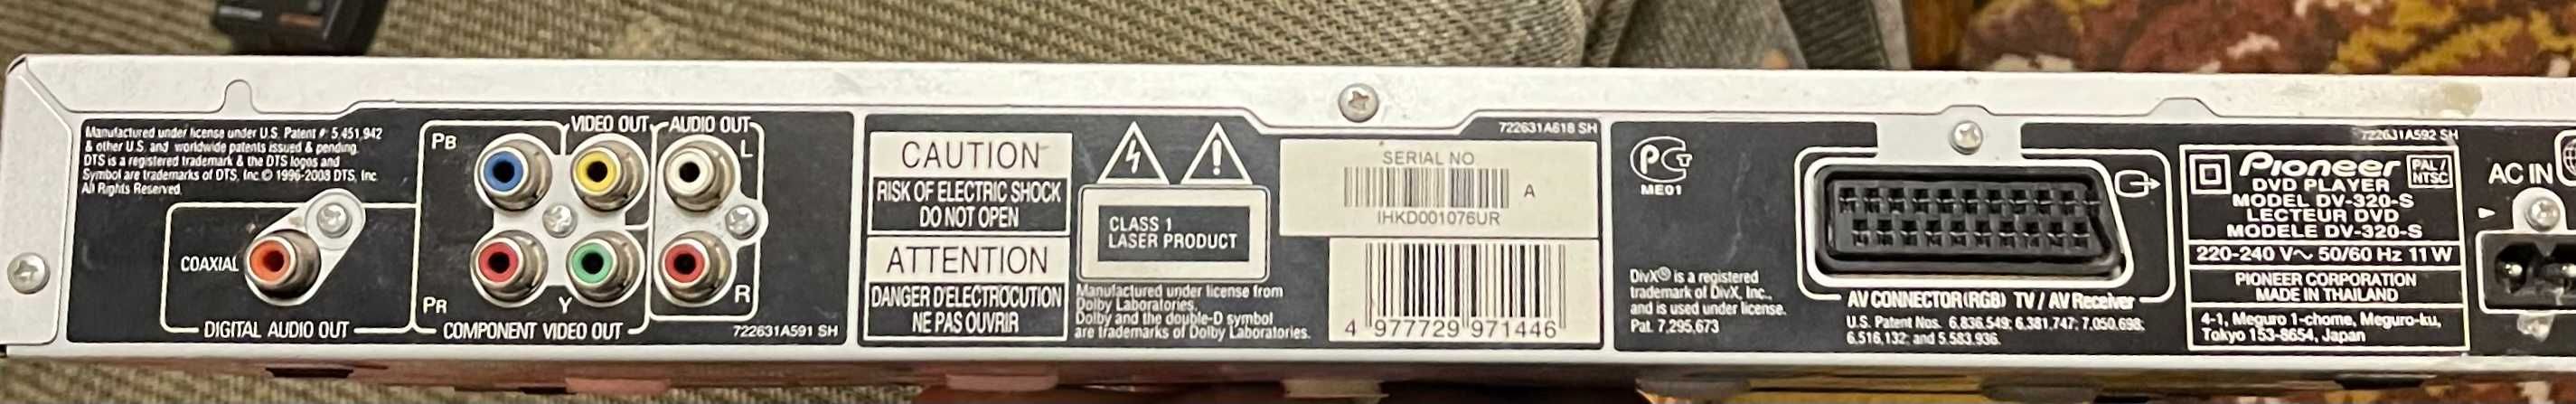 Manufactured under license under U.S. Patent #: 5,451,942
& other U.S. and worldwide patents issued & pending.
DTS is a registered trademark & the DTS logos and
Symbol are trademarks of DTS, Inc.© 1996-2008 DTS, Inc.
All Rights Reserved.
COAXIAL
DIGITAL AUDIO OUT
PB
VIDEO OUT
AUDIO OUT
L
PR
Y
R
COMPONENT VIDEO OUT
722631A591 SH
CAUTION
RISK OF ELECTRIC SHOCK
DO NOT OPEN
ATTENTION
DANGER D'ELECTROCUTION
NE PAS OUVRIR
CLASS 1
LASER PRODUCT
Manufactured under license from
Dolby Laboratories.
Dolby and the double-D symbol
are trademarks of Dolby Laboratories.
722631A618 SH
SERIAL NO
A
IHKD001076UR
4 977729 971446
ME01
DivX® is a registered
trademark of DivX, Inc.,
and is used under license.
Pat. 7,295,673
AV CONNECTOR (RGB) TV / AV Receiver
U.S. Patent Nos. 6,836,549; 6,381,747; 7,050,698;
6,516,132; and 5,583,936.
722631A592 SH
Pioneer
PAL/
NTSC
DVD PLAYER
MODEL DV-320-S
LECTEUR DVD
MODELE DV-320-S
220-240 V~ 50/60 Hz 11 W
PIONEER CORPORATION
MADE IN THAILAND
4-1, Meguro 1-chome, Meguro-ku,
Tokyo 153-8654, Japan
AC IN